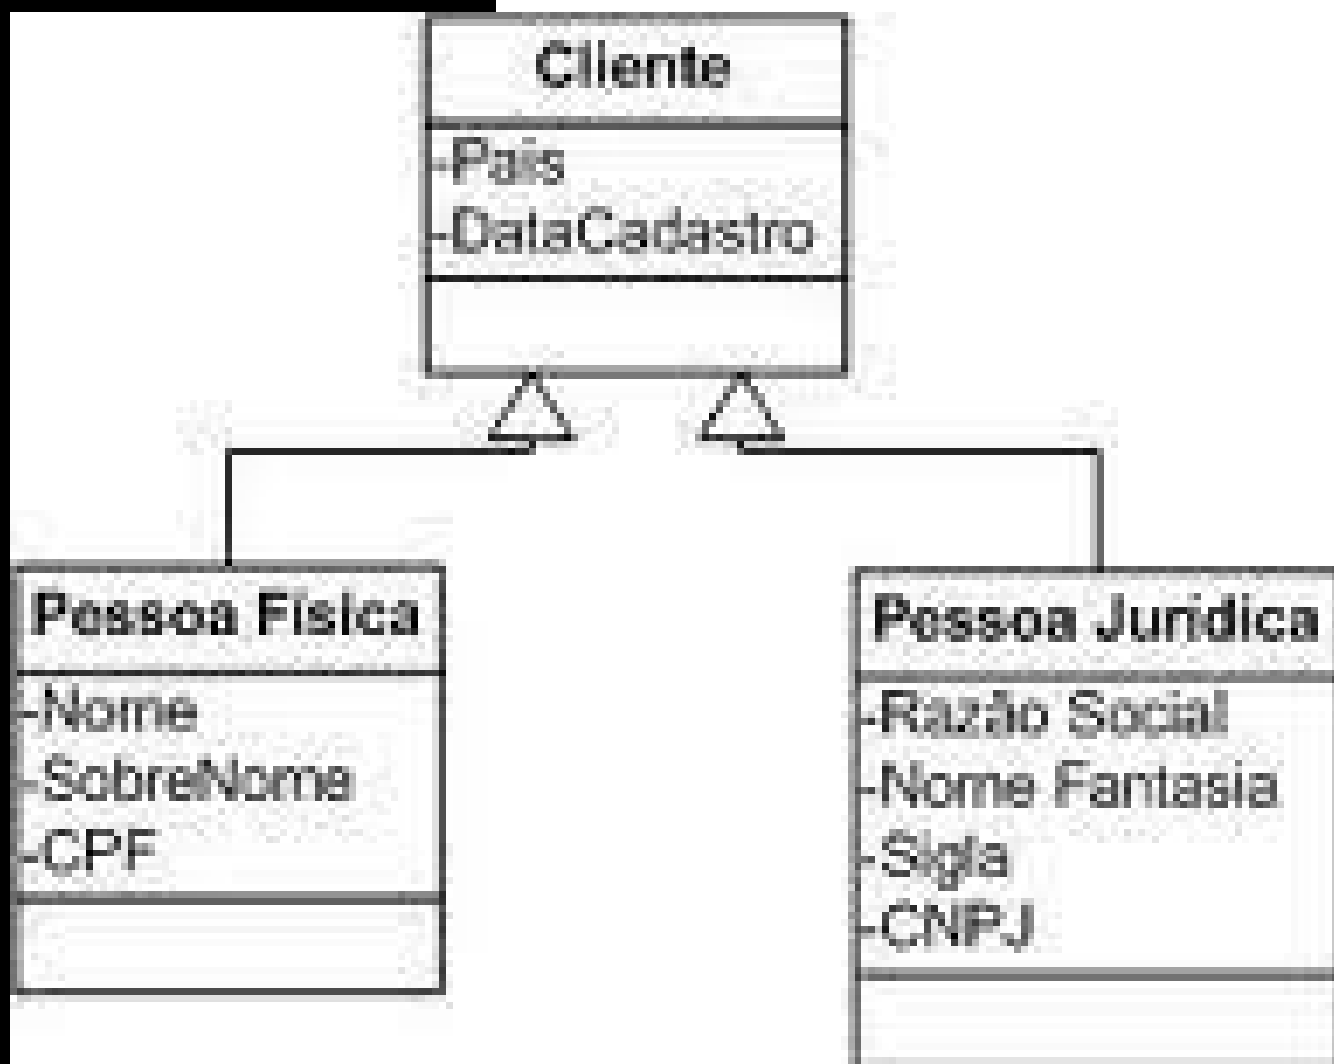 Cliente
-Pais
-DataCadastro
Pessoa Fisica
-Nome
-SobreNome
-CPF
Pessoa Juridica
-Razão Social
-Nome Fantasia
-Sigla
-CNPJ